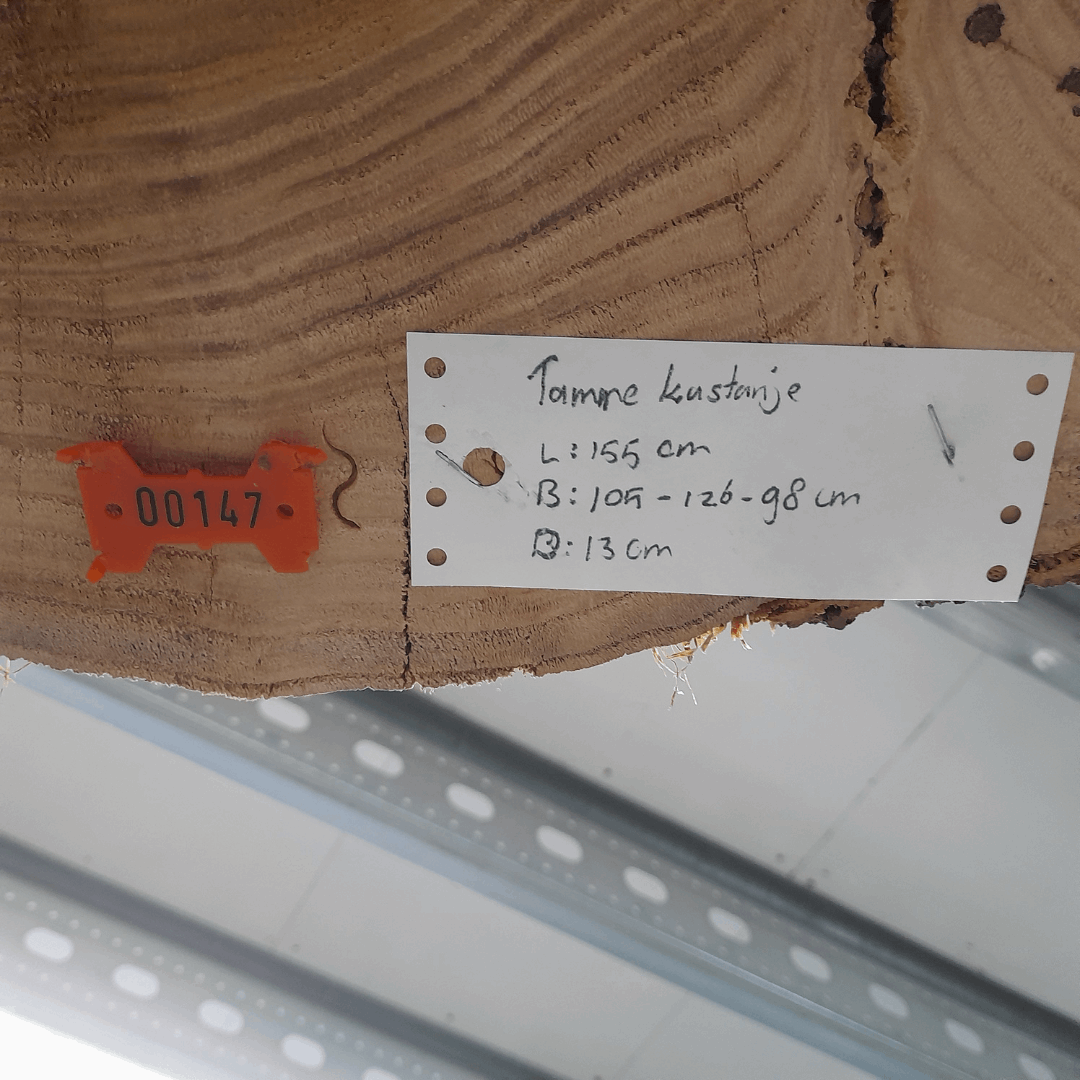 Tamme kastanje
L: 155 cm
B: 105 - 126 - 98 cm
D: 13 cm
00147